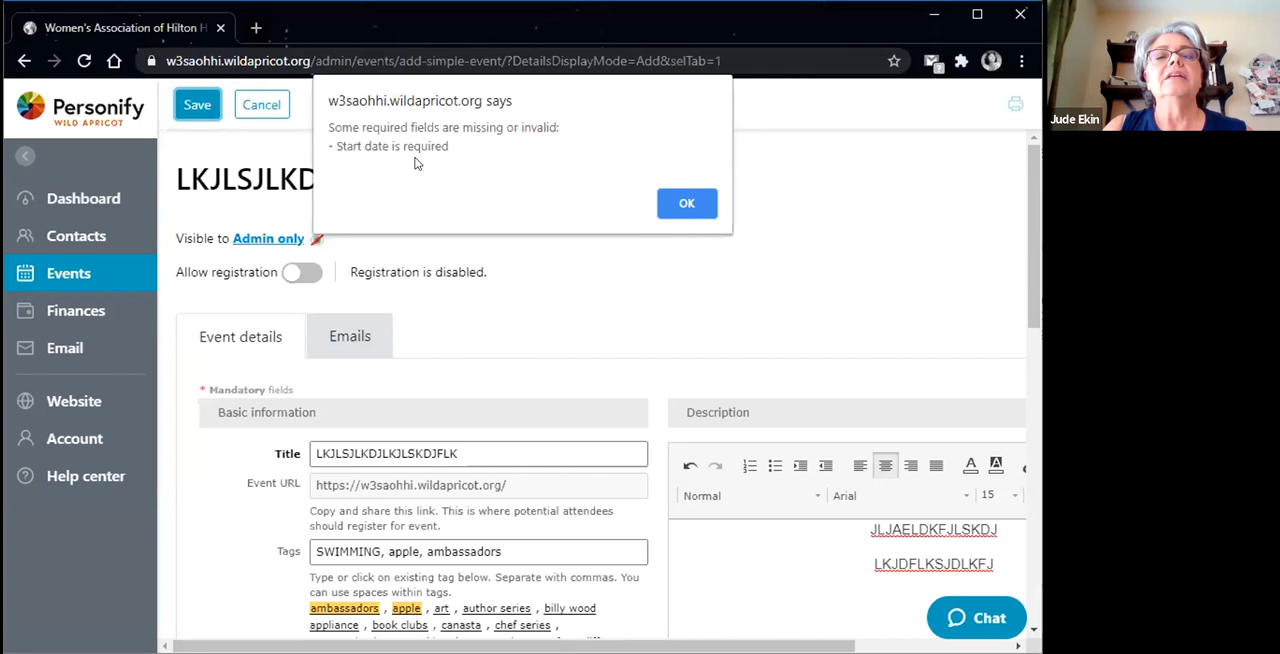 Women's Association of Hilton H
w3saohhi.wildapricot.org/admin/events/add-simple-event/?DetailsDisplayMode=Add&selTab=1
Personify
WILD APRICOT
Save
Cancel
w3saohhi.wildapricot.org says
Some required fields are missing or invalid:
- Start date is required
OK
Jude Ekin
Dashboard
Contacts
Events
Finances
Email
Website
Account
Help center
LKJLSJLKD
Visible to Admin only
Allow registration
Registration is disabled.
Event details
Emails
* Mandatory fields
Basic information
Title
LKJLSJLKDJLKJLSKDJFLK
Event URL
https://w3saohhi.wildapricot.org/
Copy and share this link. This is where potential attendees
should register for event.
Tags
SWIMMING, apple, ambassadors
Type or click on existing tag below. Separate with commas. You
can use spaces within tags.
ambassadors , apple , art , author series , billy wood
appliance , book clubs , canasta , chef series ,
Description
Normal
Arial
15
JLJAELDKFJLSKDJ
LKJDFLKSJDLKFJ
Chat